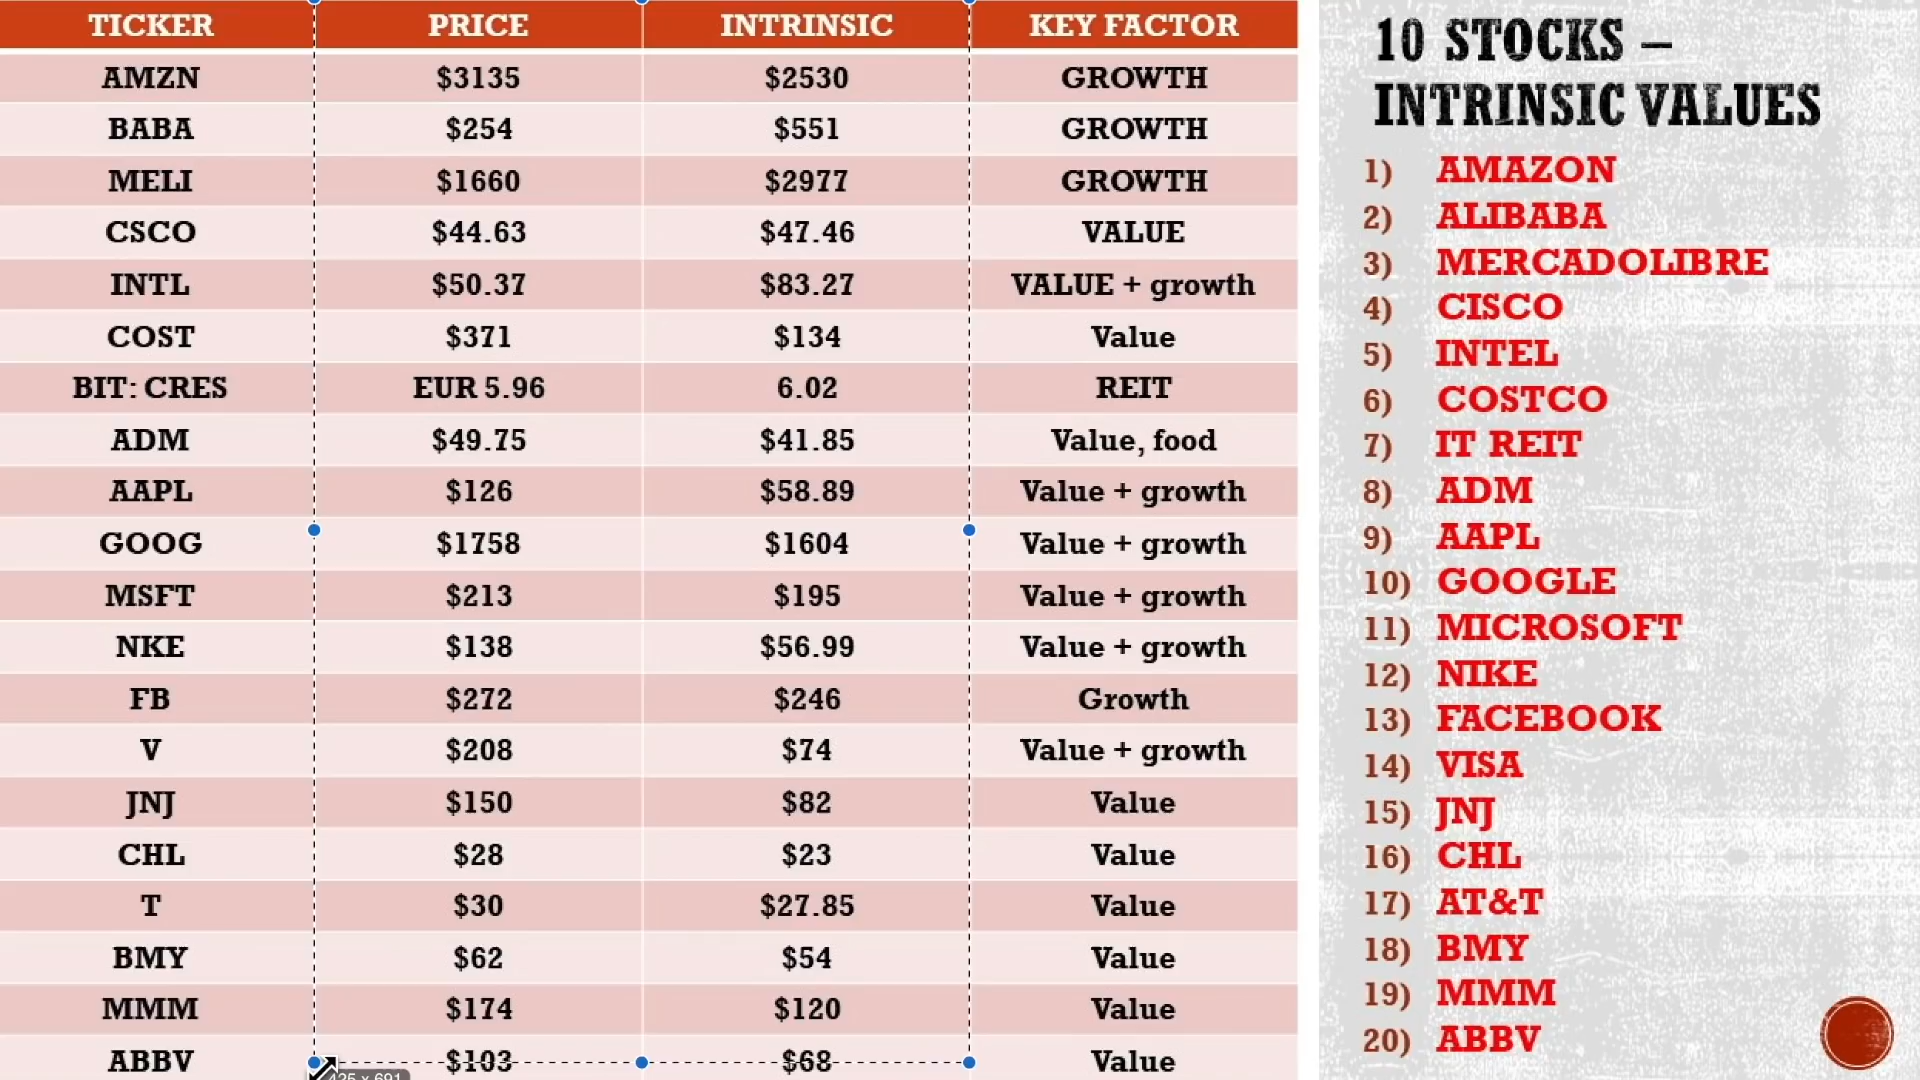 TICKER PRICE INTRINSIC KEY FACTOR
AMZN $3135 $2530 GROWTH
BABA $254 $551 GROWTH
MELI $1660 $2977 GROWTH
CSCO $44.63 $47.46 VALUE
INTL $50.37 $83.27 VALUE + growth
COST $371 $134 Value
BIT: CRES EUR 5.96 6.02 REIT
ADM $49.75 $41.85 Value, food
AAPL $126 $58.89 Value + growth
GOOG $1758 $1604 Value + growth
MSFT $213 $195 Value + growth
NKE $138 $56.99 Value + growth
FB $272 $246 Growth
V $208 $74 Value + growth
JNJ $150 $82 Value
CHL $28 $23 Value
T $30 $27.85 Value
BMY $62 $54 Value
MMM $174 $120 Value
ABBV $103 $68 Value
10 STOCKS –
INTRINSIC VALUES
1) AMAZON
2) ALIBABA
3) MERCADOLIBRE
4) CISCO
5) INTEL
6) COSTCO
7) IT REIT
8) ADM
9) AAPL
10) GOOGLE
11) MICROSOFT
12) NIKE
13) FACEBOOK
14) VISA
15) JNJ
16) CHL
17) AT&T
18) BMY
19) MMM
20) ABBV